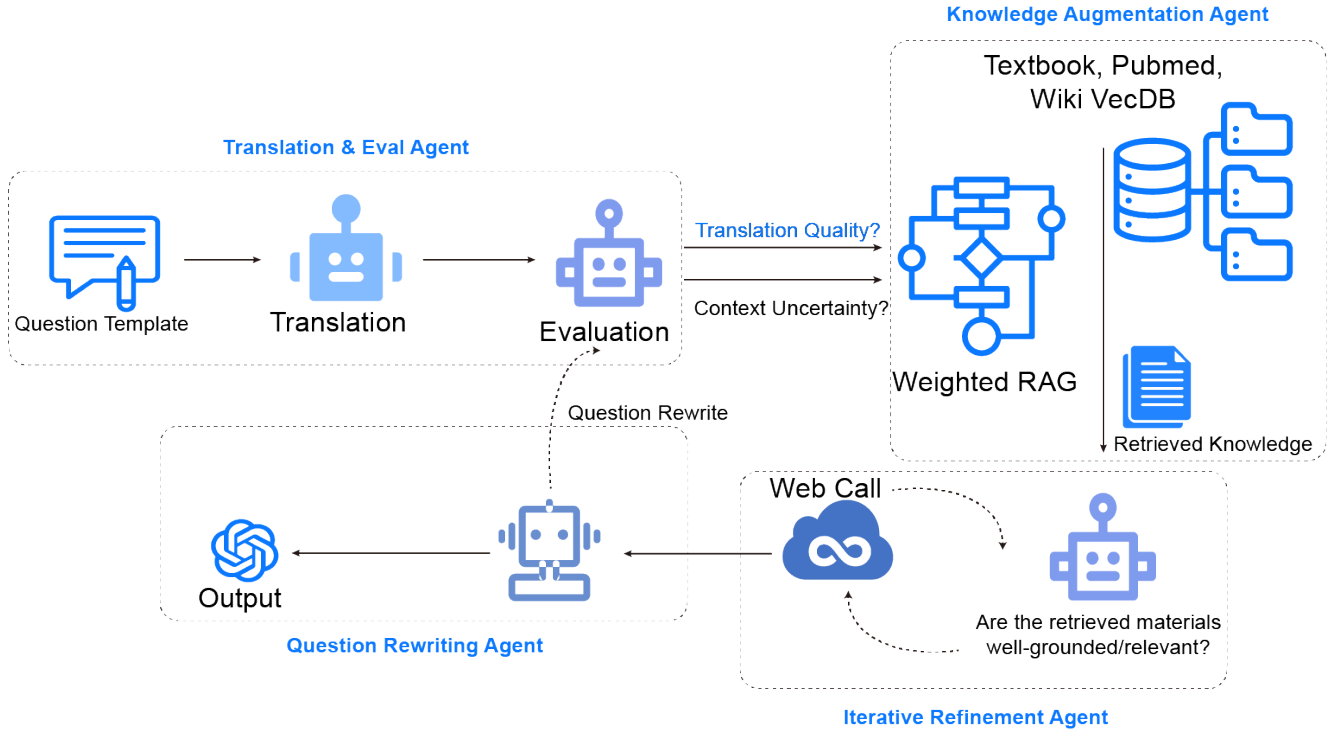 Knowledge Augmentation Agent
Textbook, Pubmed,
Wiki VecDB
Translation & Eval Agent
Question Template
Translation
Evaluation
Translation Quality?
Context Uncertainty?
Weighted RAG
Retrieved Knowledge
Question Rewrite
Web Call
Output
Are the retrieved materials
well-grounded/relevant?
Question Rewriting Agent
Iterative Refinement Agent